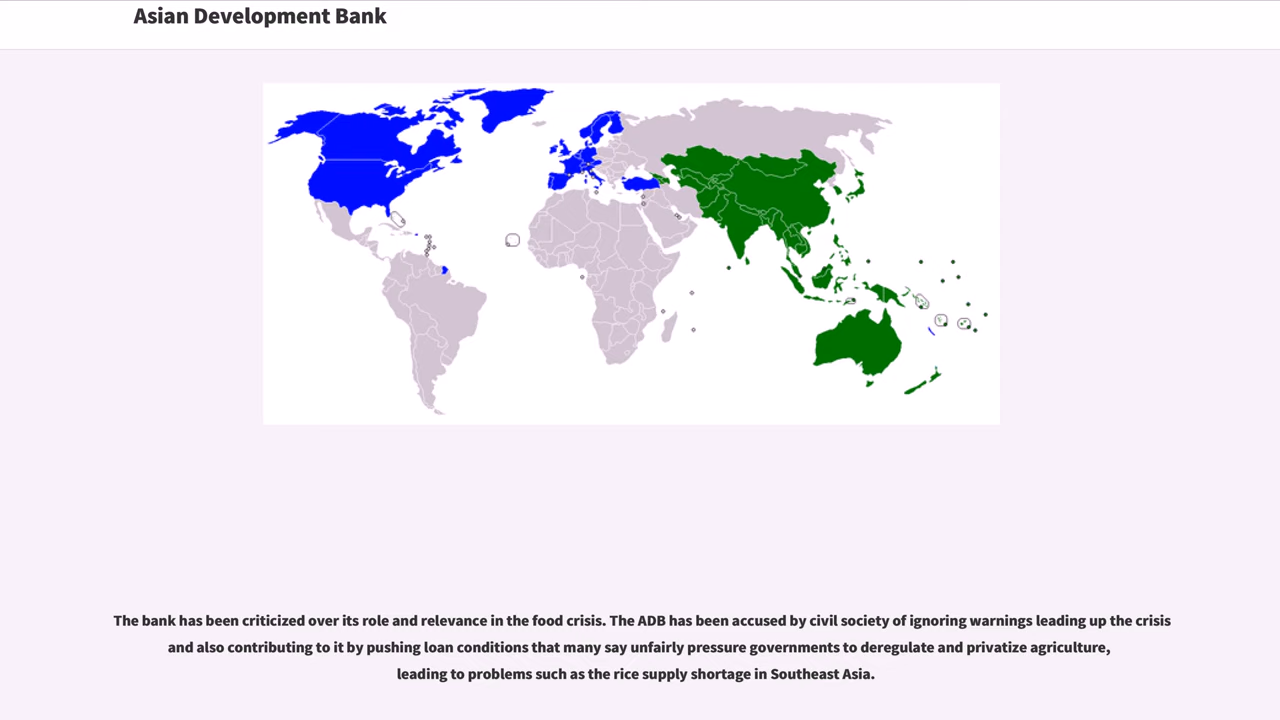 Asian Development Bank
The bank has been criticized over its role and relevance in the food crisis. The ADB has been accused by civil society of ignoring warnings leading up the crisis
and also contributing to it by pushing loan conditions that many say unfairly pressure governments to deregulate and privatize agriculture,
leading to problems such as the rice supply shortage in Southeast Asia.